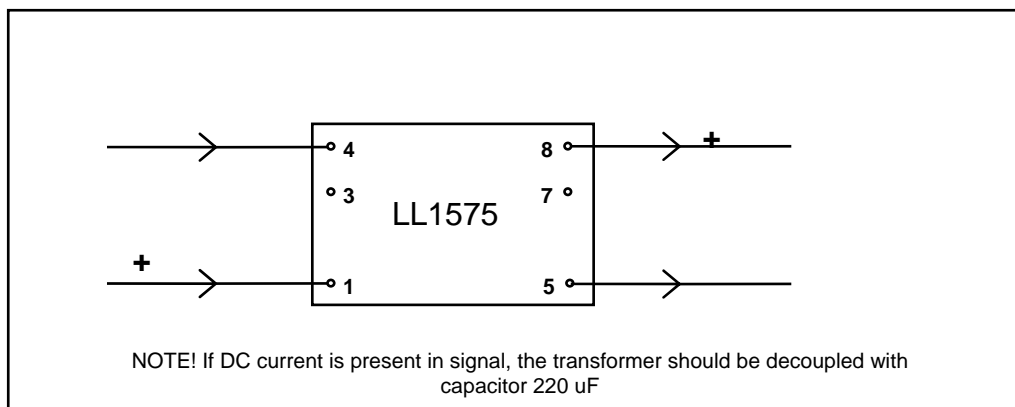 4 8 +
3 7
LL1575
+
1 5
NOTE! If DC current is present in signal, the transformer should be decoupled with
capacitor 220 uF